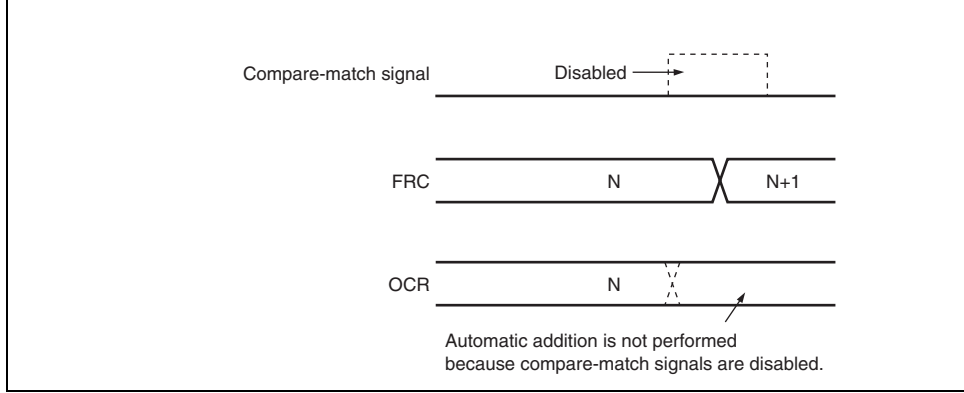 Compare-match signal Disabled
FRC N N+1
OCR N
Automatic addition is not performed
because compare-match signals are disabled.